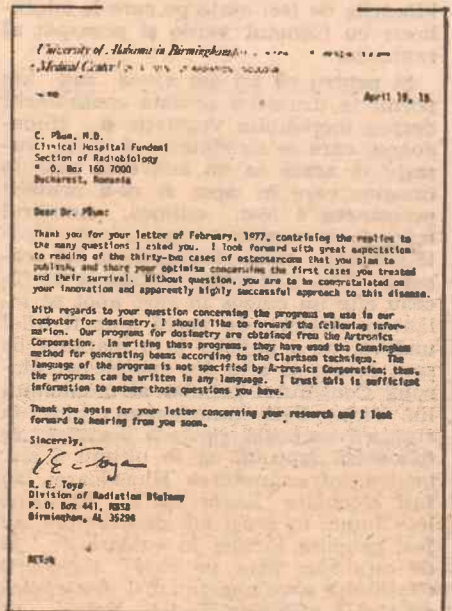 University of Alabama in Birmingham
Medical Center
April 18, 18
C. Păun, M.D.
Clinical Hospital Fundeni
Section of Radiobiology
O. Box 160 7000
Bucharest, Romania
Dear Dr. Păun:
Thank you for your letter of February, 1977, containing the replies to
the many questions I asked you. I look forward with great expectation
to reading of the thirty-two cases of osteosarcoma that you plan to
publish, and share your optimism concerning the first cases you treated
and their survival. Without question, you are to be congratulated on
your innovation and apparently highly successful approach to this disease.
With regards to your question concerning the programs we use in our
computer for dosimetry, I should like to forward the following infor-
mation. Our programs for dosimetry are obtained from the Artronics
Corporation. In writing these programs, they have used the Cunningham
method for generating beams according to the Clarkson technique. The
language of the program is not specified by Artronics Corporation; thus,
the programs can be written in any language. I trust this is sufficient
information to answer those questions you have.
Thank you again for your letter concerning your research and I look
forward to hearing from you soon.
Sincerely,
R. E. Toya
Division of Radiation Biology
P. O. Box 441, NBSB
Birmingham, AL 35294